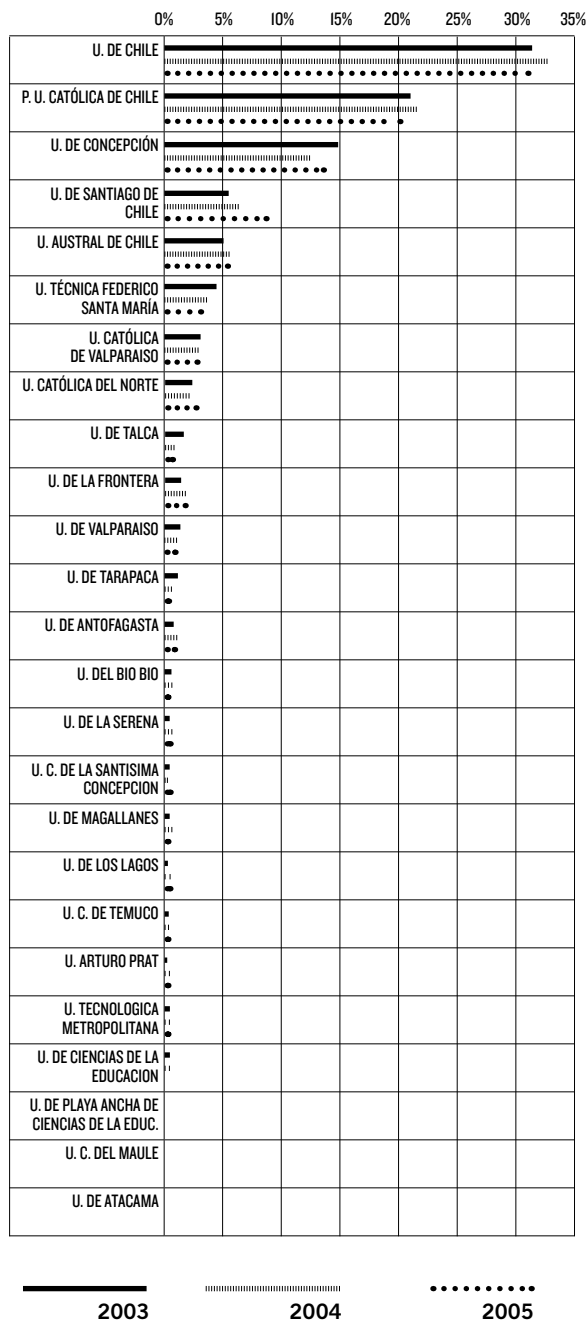 0% 5% 10% 15% 20% 25% 30% 35%
U. DE CHILE
P. U. CATÓLICA DE CHILE
U. DE CONCEPCIÓN
U. DE SANTIAGO DE
CHILE
U. AUSTRAL DE CHILE
U. TÉCNICA FEDERICO
SANTA MARÍA
U. CATÓLICA
DE VALPARAISO
U. CATÓLICA DEL NORTE
U. DE TALCA
U. DE LA FRONTERA
U. DE VALPARAISO
U. DE TARAPACA
U. DE ANTOFAGASTA
U. DEL BIO BIO
U. DE LA SERENA
U. C. DE LA SANTISIMA
CONCEPCION
U. DE MAGALLANES
U. DE LOS LAGOS
U. C. DE TEMUCO
U. ARTURO PRAT
U. TECNOLOGICA
METROPOLITANA
U. DE CIENCIAS DE LA
EDUCACION
U. DE PLAYA ANCHA DE
CIENCIAS DE LA EDUC.
U. C. DEL MAULE
U. DE ATACAMA
2003 2004 2005